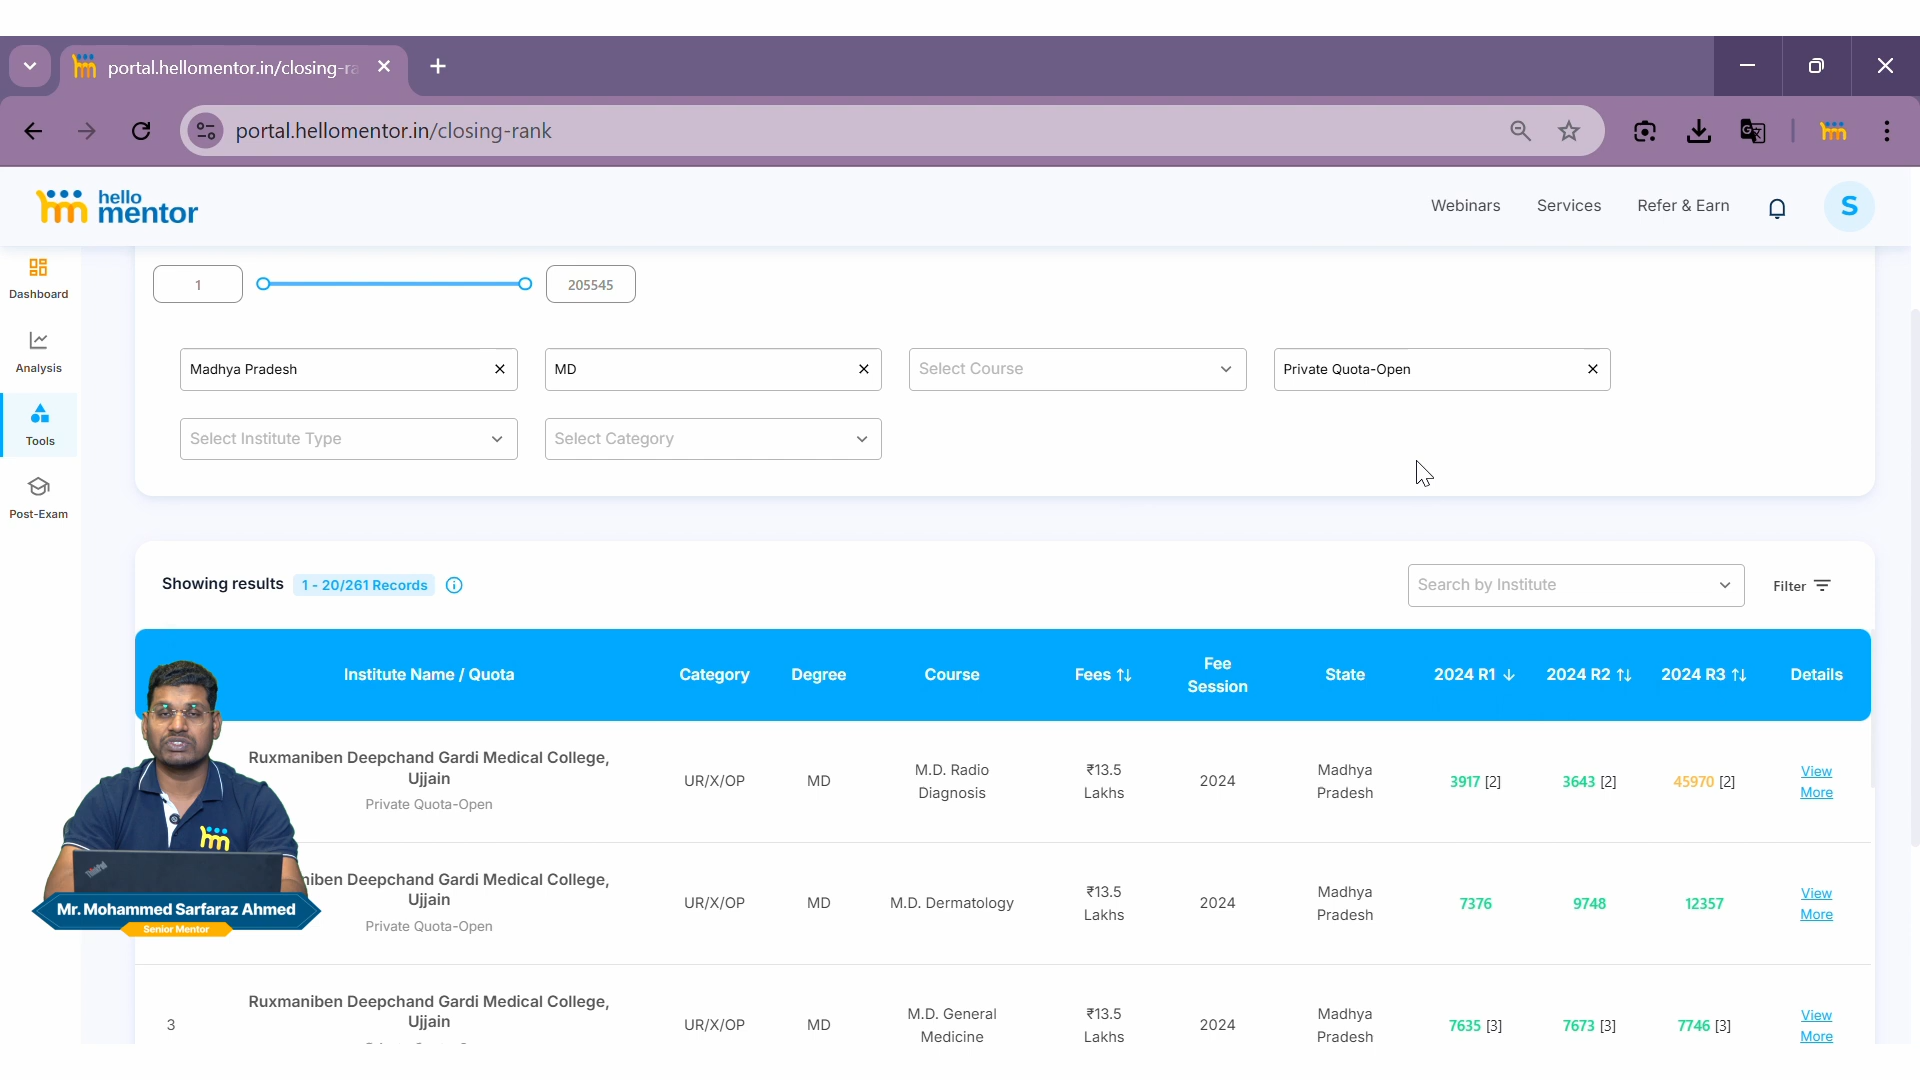 portal.hellomentor.in/closing-ra
portal.hellomentor.in/closing-rank
hello
mentor
Webinars
Services
Refer & Earn
S
Dashboard
Analysis
Tools
Post-Exam
1
205545
Madhya Pradesh
MD
Select Course
Private Quota-Open
Select Institute Type
Select Category
Showing results
1 - 20/261 Records
Search by Institute
Filter
Institute Name / Quota
Category
Degree
Course
Fees
Fee
Session
State
2024 R1
2024 R2
2024 R3
Details
Ruxmaniben Deepchand Gardi Medical College,
Ujjain
Private Quota-Open
UR/X/OP
MD
M.D. Radio
Diagnosis
₹13.5
Lakhs
2024
Madhya
Pradesh
3917 [2]
3643 [2]
45970 [2]
View
More
niben Deepchand Gardi Medical College,
Ujjain
Private Quota-Open
UR/X/OP
MD
M.D. Dermatology
₹13.5
Lakhs
2024
Madhya
Pradesh
7376
9748
12357
View
More
3
Ruxmaniben Deepchand Gardi Medical College,
Ujjain
UR/X/OP
MD
M.D. General
Medicine
₹13.5
Lakhs
2024
Madhya
Pradesh
7635 [3]
7673 [3]
7746 [3]
View
More
hm
ThinkPad
Mr. Mohammed Sarfaraz Ahmed
Senior Mentor